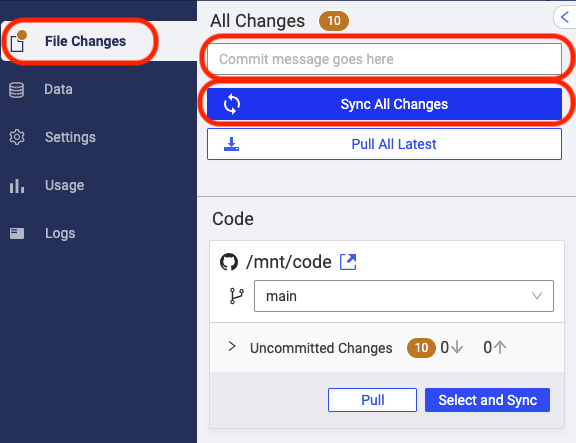 File Changes
Data
Settings
Usage
Logs
All Changes 10
Commit message goes here
Sync All Changes
Pull All Latest
Code
/mnt/code
main
Uncommitted Changes 10 0 0
Pull Select and Sync